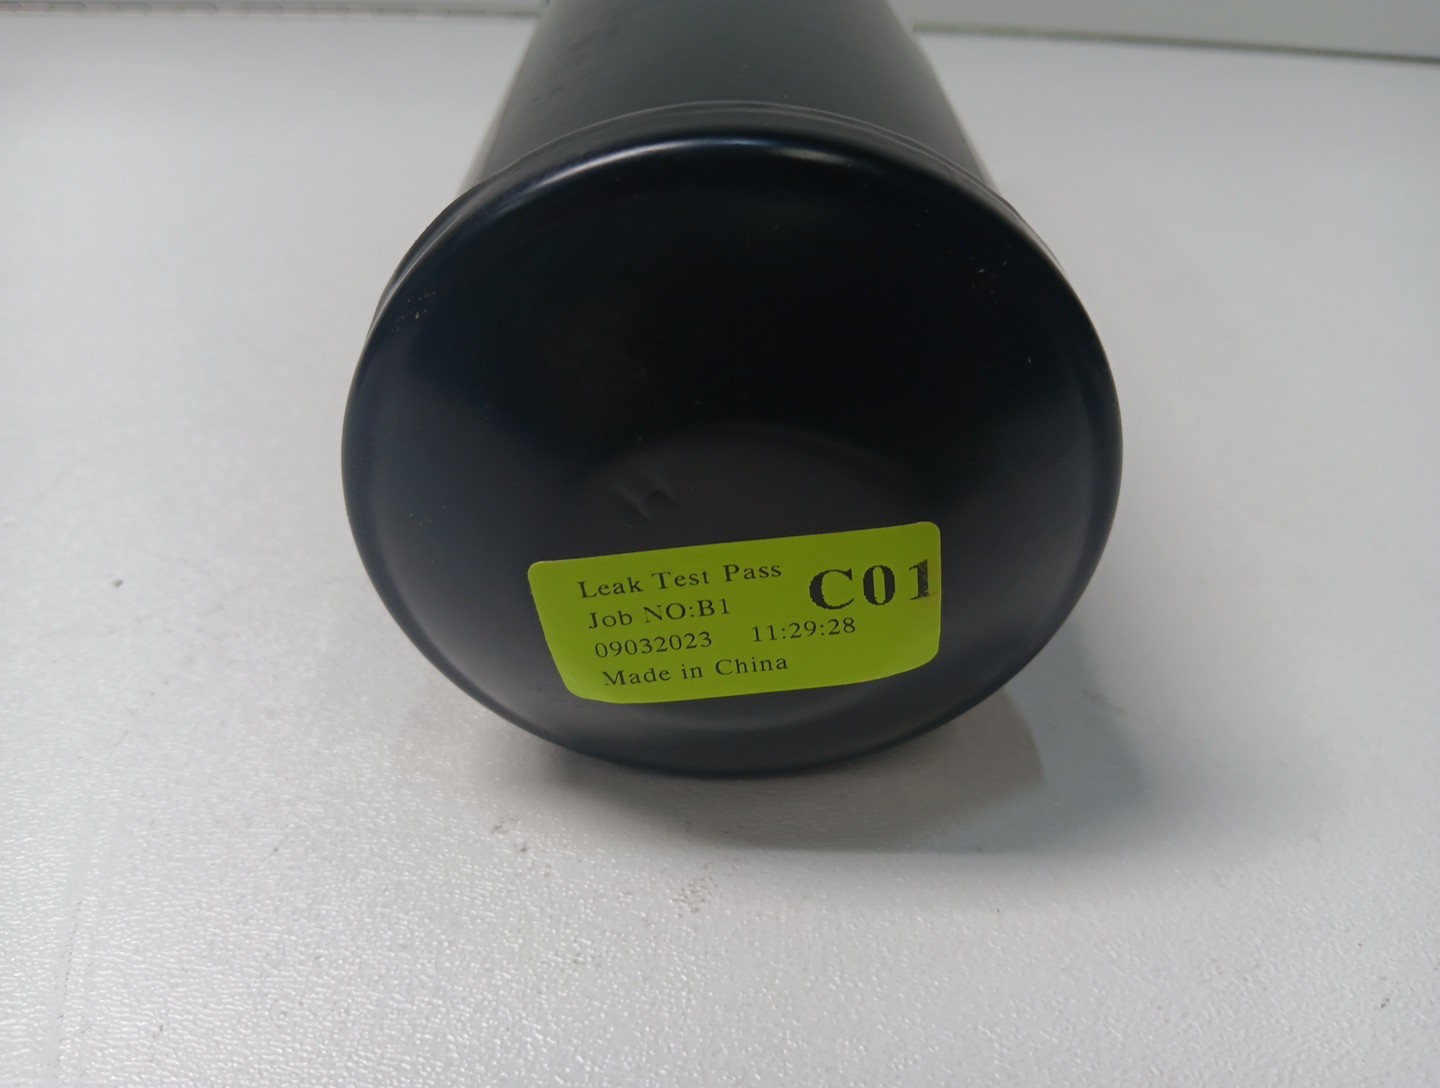 Leak Test Pass
C01
Job NO:B1
09032023 11:29:28
Made in China